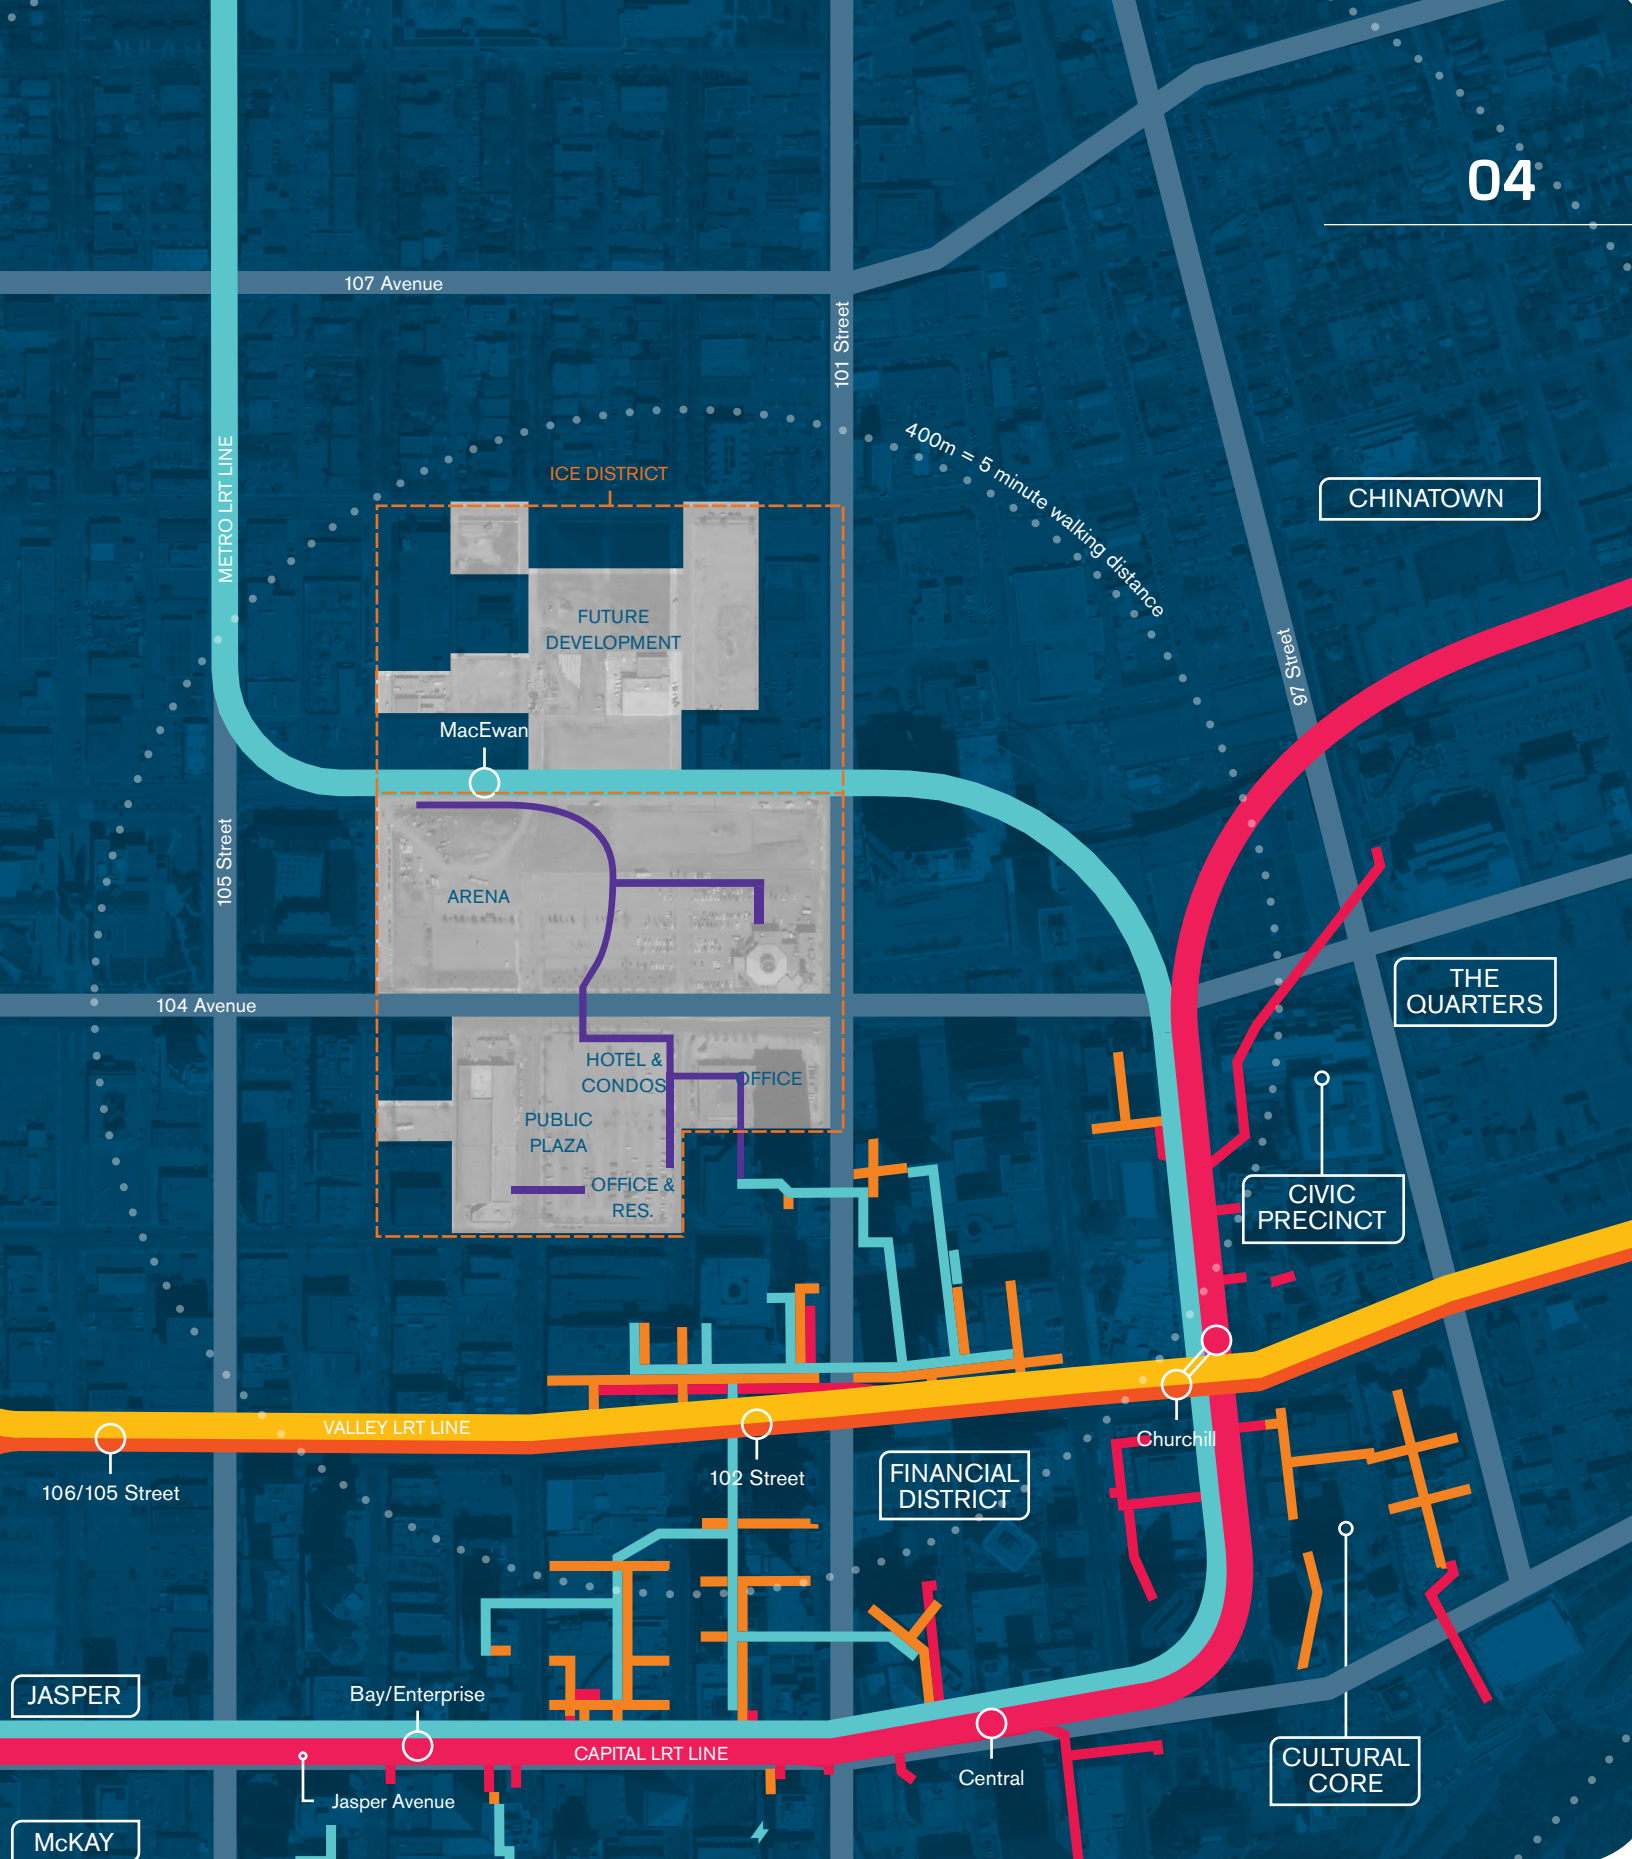 04
107 Avenue
101 Street
METRO LRT LINE
ICE DISTRICT
400m = 5 minute walking distance
CHINATOWN
FUTURE
DEVELOPMENT
97 Street
MacEwan
105 Street
ARENA
THE
QUARTERS
104 Avenue
HOTEL &
CONDOS
OFFICE
PUBLIC
PLAZA
OFFICE &
RES.
CIVIC
PRECINCT
VALLEY LRT LINE
Churchill
102 Street
106/105 Street
FINANCIAL
DISTRICT
JASPER
Bay/Enterprise
CAPITAL LRT LINE
Central
CULTURAL
CORE
Jasper Avenue
McKAY